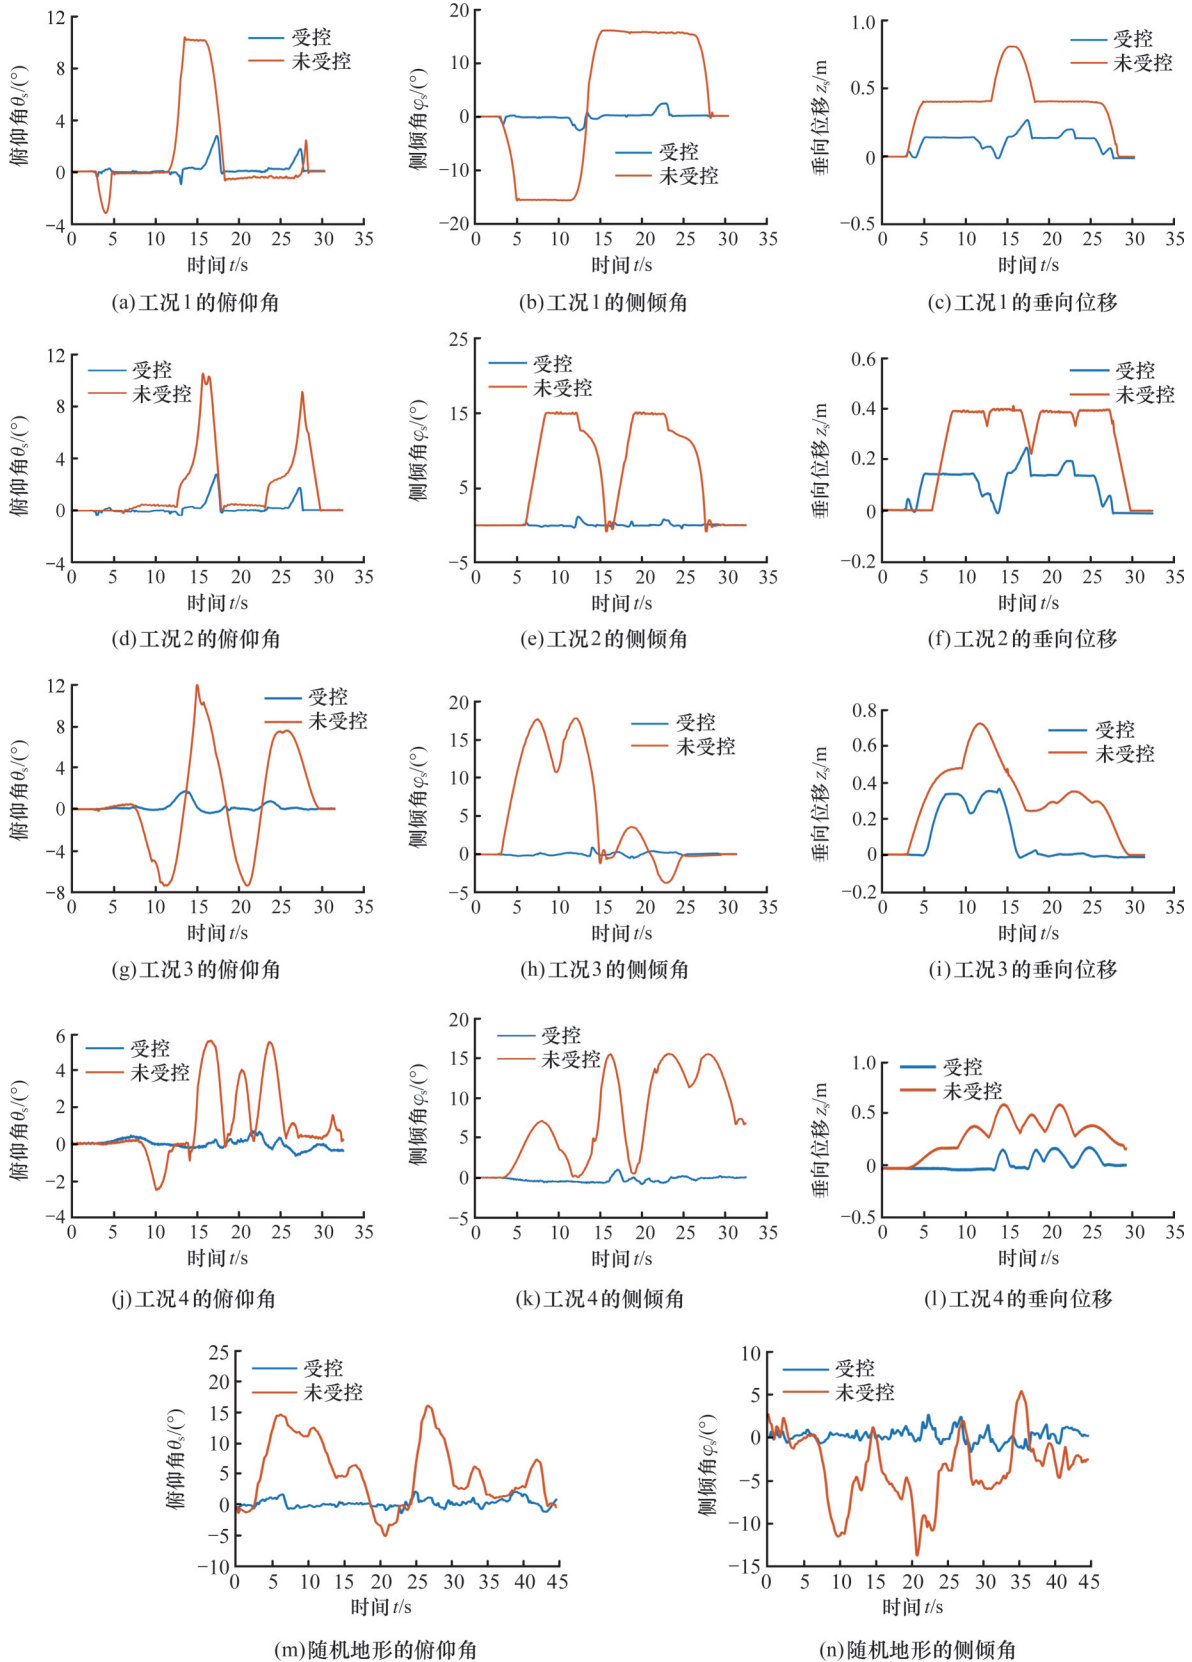 12
8
4
0
−4
俯仰角θs/(°)
受控
未受控
0 5 10 15 20 25 30 35
时间t/s
(a)工况1的俯仰角
20
10
0
−10
−20
侧倾角φs/(°)
受控
未受控
0 5 10 15 20 25 30 35
时间t/s
(b)工况1的侧倾角
1.0
0.5
0
−0.5
垂向位移zs/m
受控
未受控
0 5 10 15 20 25 30 35
时间t/s
(c)工况1的垂向位移
12
8
4
0
−4
俯仰角θs/(°)
受控
未受控
0 5 10 15 20 25 30 35
时间t/s
(d)工况2的俯仰角
25
15
5
−5
侧倾角φs/(°)
受控
未受控
0 5 10 15 20 25 30 35
时间t/s
(e)工况2的侧倾角
0.6
0.4
0.2
0
−0.2
垂向位移zs/m
受控
未受控
0 5 10 15 20 25 30 35
时间t/s
(f)工况2的垂向位移
12
8
4
0
−4
−8
俯仰角θs/(°)
受控
未受控
0 5 10 15 20 25 30 35
时间t/s
(g)工况3的俯仰角
20
15
10
5
0
−5
侧倾角φs/(°)
受控
未受控
0 5 10 15 20 25 30 35
时间t/s
(h)工况3的侧倾角
0.8
0.6
0.4
0.2
0
−0.2
垂向位移zs/m
受控
未受控
0 5 10 15 20 25 30 35
时间t/s
(i)工况3的垂向位移
6
4
2
0
−2
−4
俯仰角θs/(°)
受控
未受控
0 5 10 15 20 25 30 35
时间t/s
(j)工况4的俯仰角
20
15
10
5
0
−5
侧倾角φs/(°)
受控
未受控
0 5 10 15 20 25 30 35
时间t/s
(k)工况4的侧倾角
1.0
0.5
0
−0.5
垂向位移zs/m
受控
未受控
0 5 10 15 20 25 30 35
时间t/s
(l)工况4的垂向位移
25
20
15
10
5
0
−5
−10
俯仰角θs/(°)
受控
未受控
0 5 10 15 20 25 30 35 40 45
时间t/s
(m)随机地形的俯仰角
10
5
0
−5
−10
−15
侧倾角φs/(°)
受控
未受控
0 5 10 15 20 25 30 35 40 45
时间t/s
(n)随机地形的侧倾角